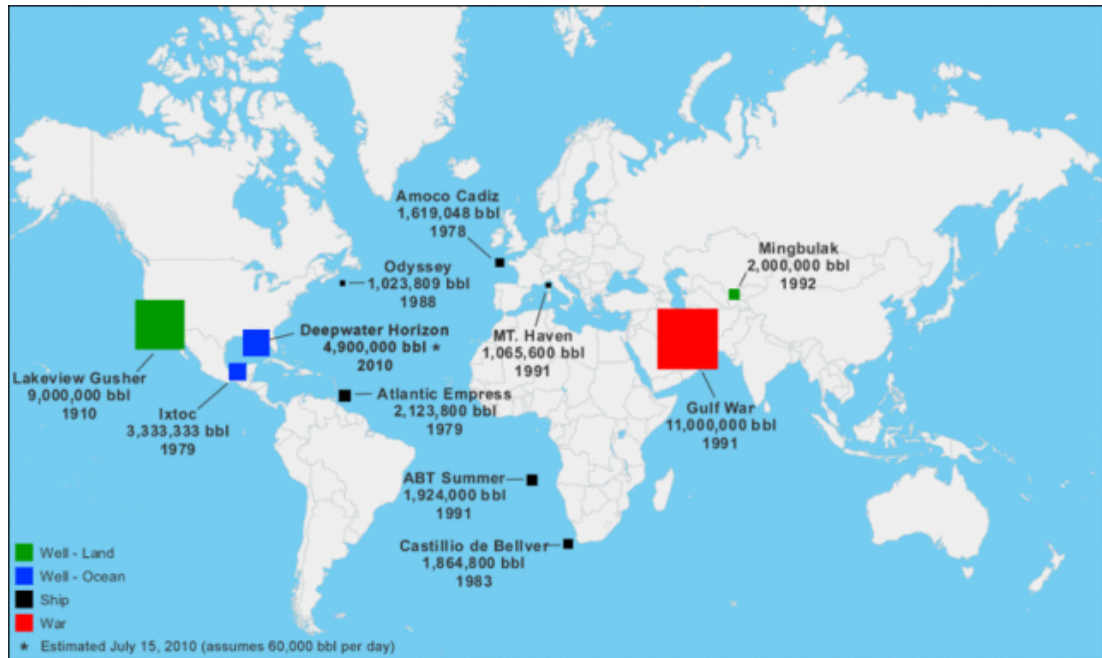 Amoco Cadiz
1,619,048 bbl
1978
Mingbulak
2,000,000 bbl
1992
Odyssey
1,023,809 bbl
1988
Deepwater Horizon
4,900,000 bbl *
2010
MT. Haven
1,065,600 bbl
1991
Lakeview Gusher
9,000,000 bbl
1910
Ixtoc
3,333,333 bbl
1979
Atlantic Empress
2,123,800 bbl
1979
Gulf War
11,000,000 bbl
1991
ABT Summer
1,924,000 bbl
1991
Castillio de Bellver
1,864,800 bbl
1983
Well - Land
Well - Ocean
Ship
War
* Estimated July 15, 2010 (assumes 60,000 bbl per day)